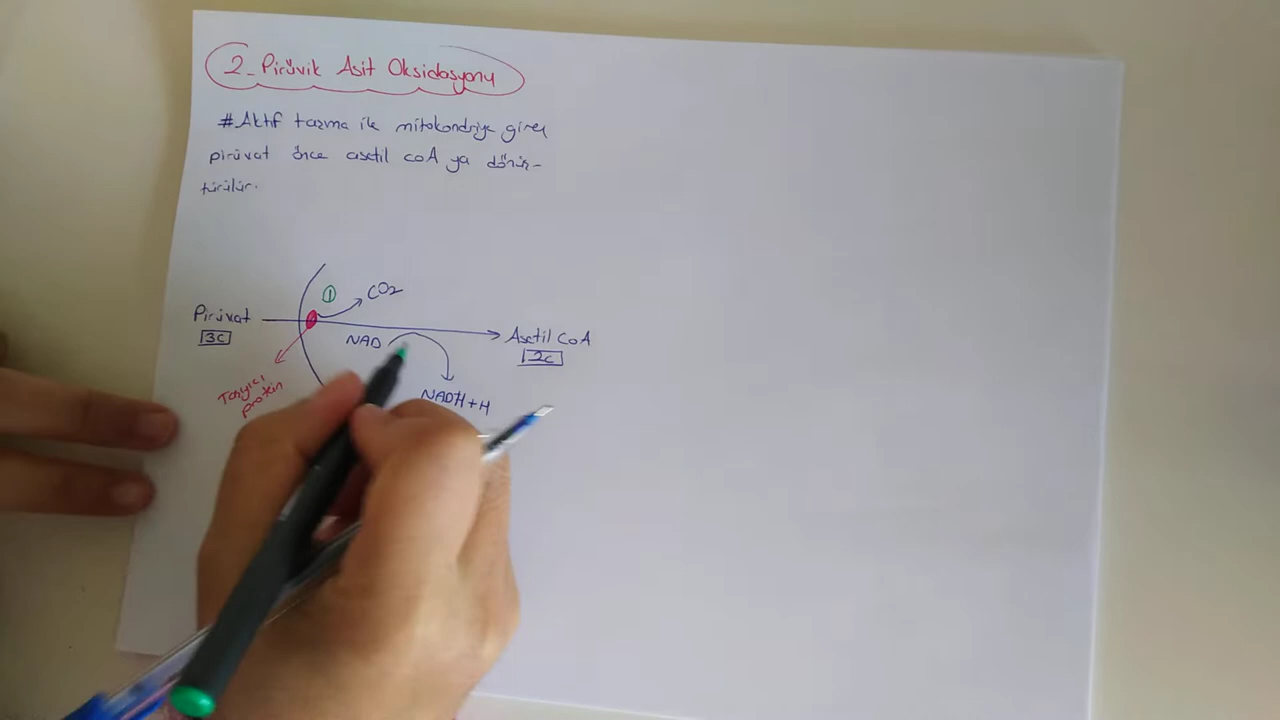 2- Pirüvik Asit Oksidasyonu
#Aktif taşıma ile mitokondriye giren
pirüvat önce asetil coA ya dönüş-
türülür.
① CO2
Pirüvat
3C
NAD
Asetil CoA
2C
Taşıyıcı
protein
NADH+H